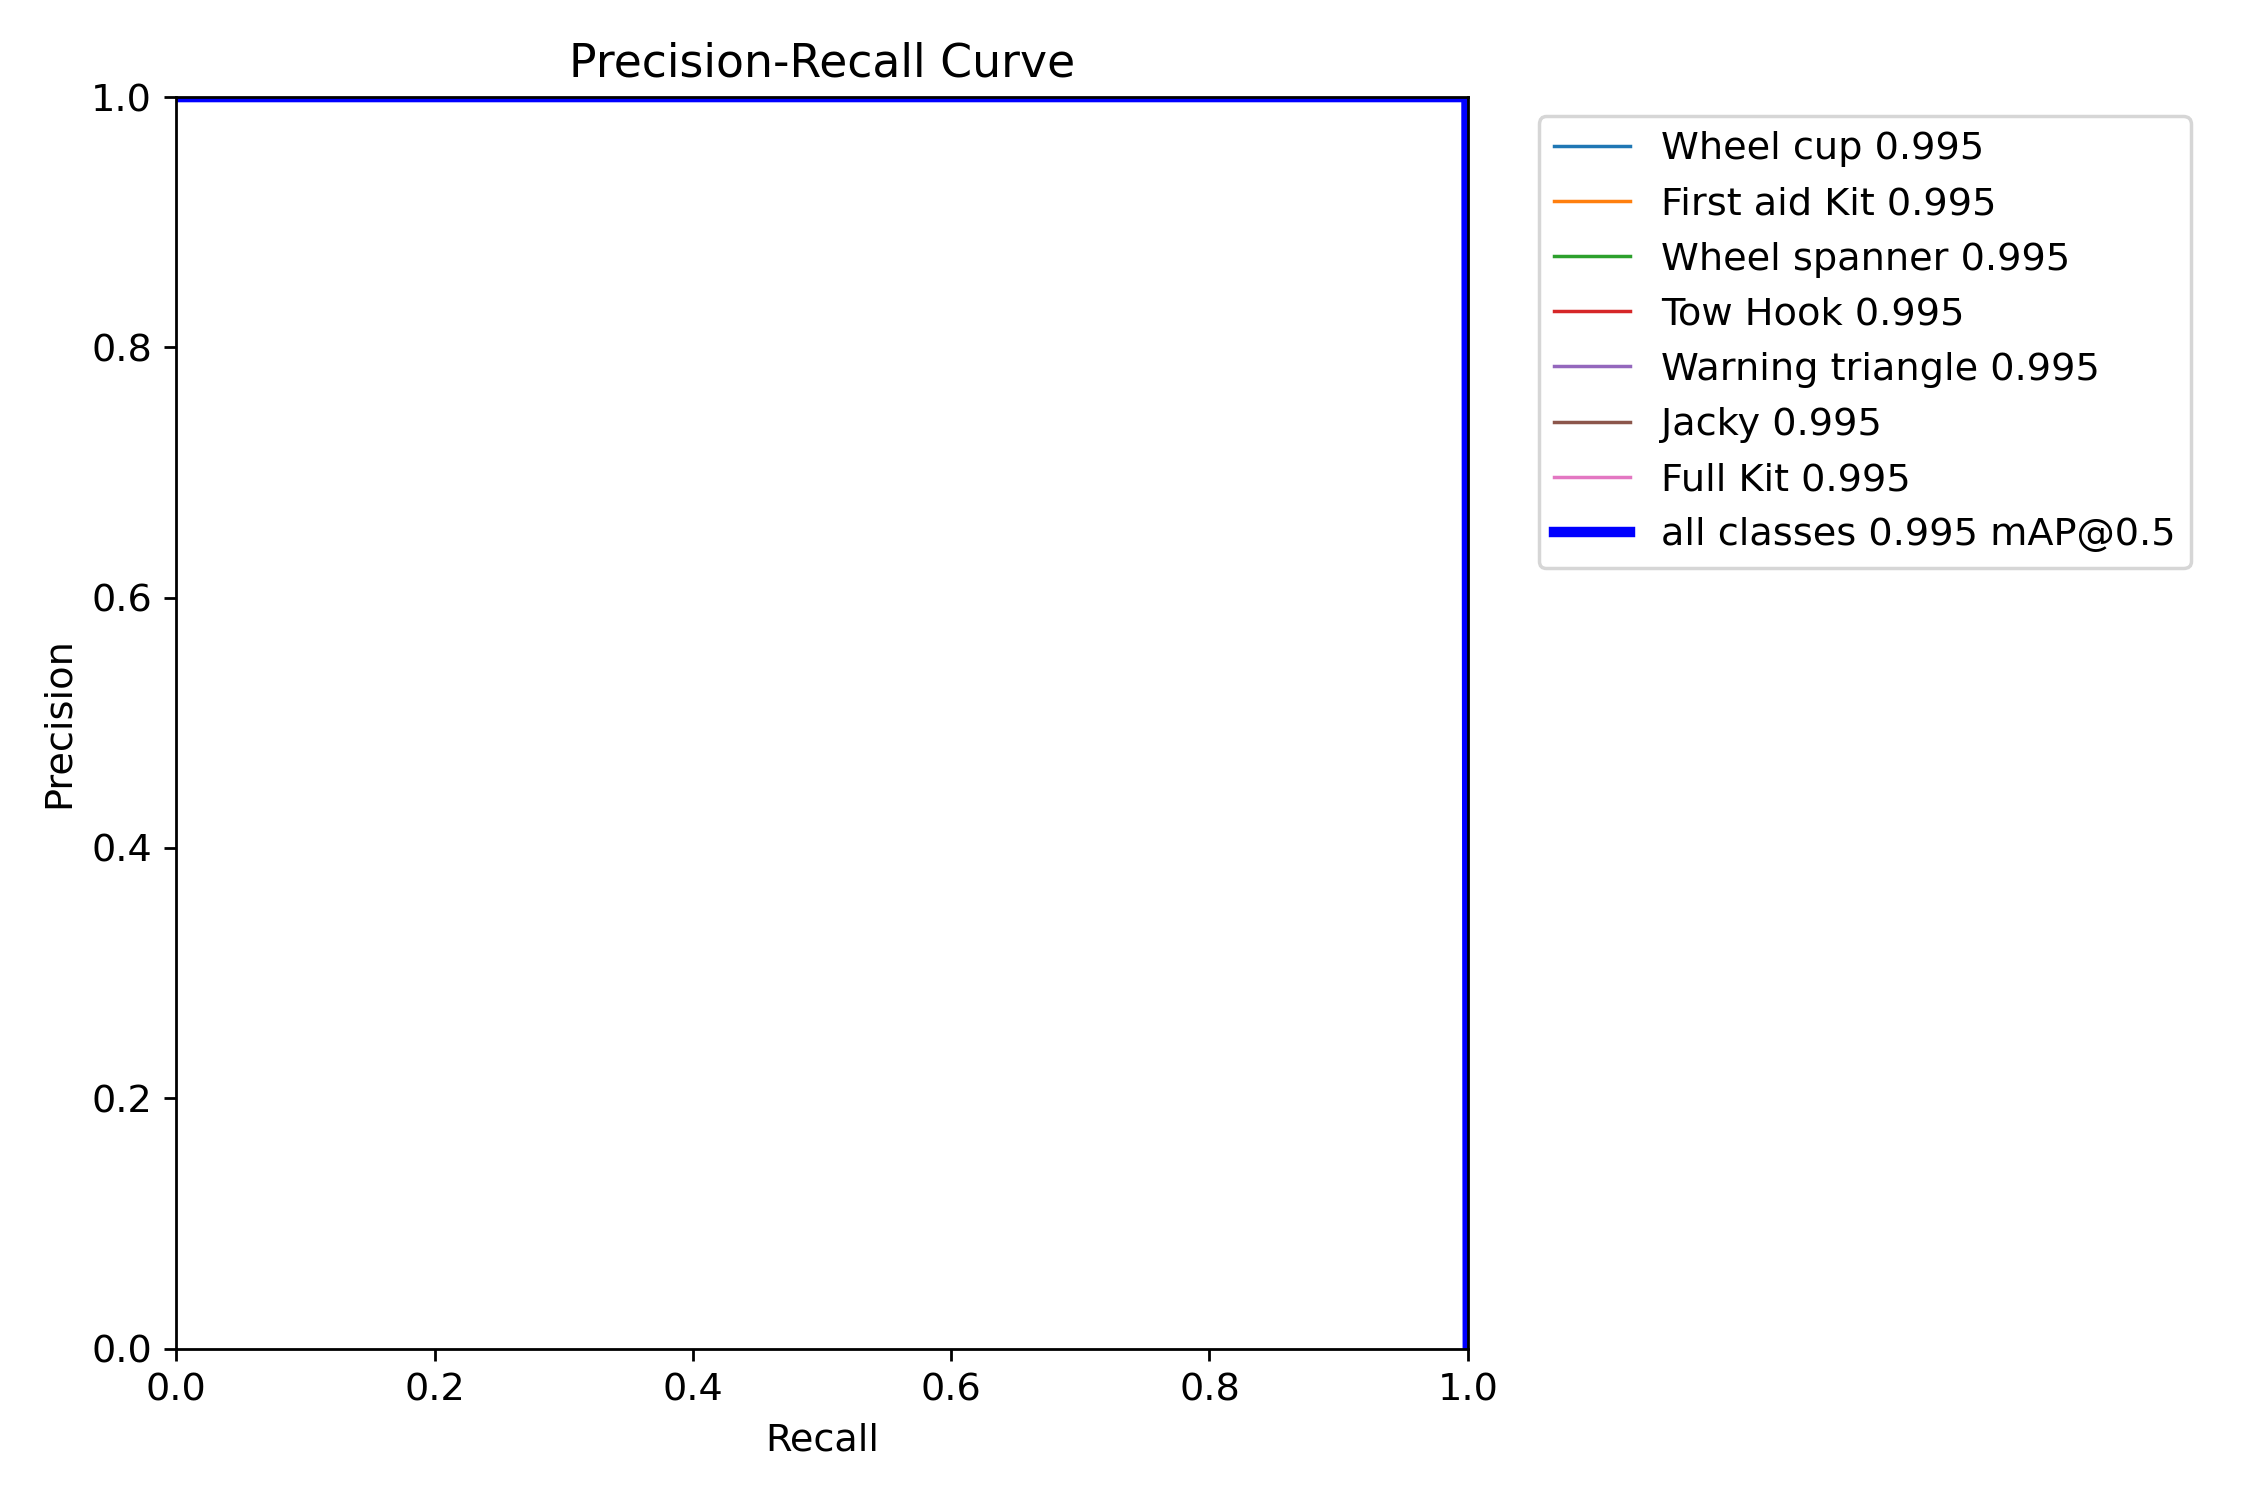 Precision-Recall Curve
1.0
0.8
0.6
0.4
0.2
0.0
Precision
0.0 0.2 0.4 0.6 0.8 1.0
Recall
Wheel cup 0.995
First aid Kit 0.995
Wheel spanner 0.995
Tow Hook 0.995
Warning triangle 0.995
Jacky 0.995
Full Kit 0.995
all classes 0.995 mAP@0.5